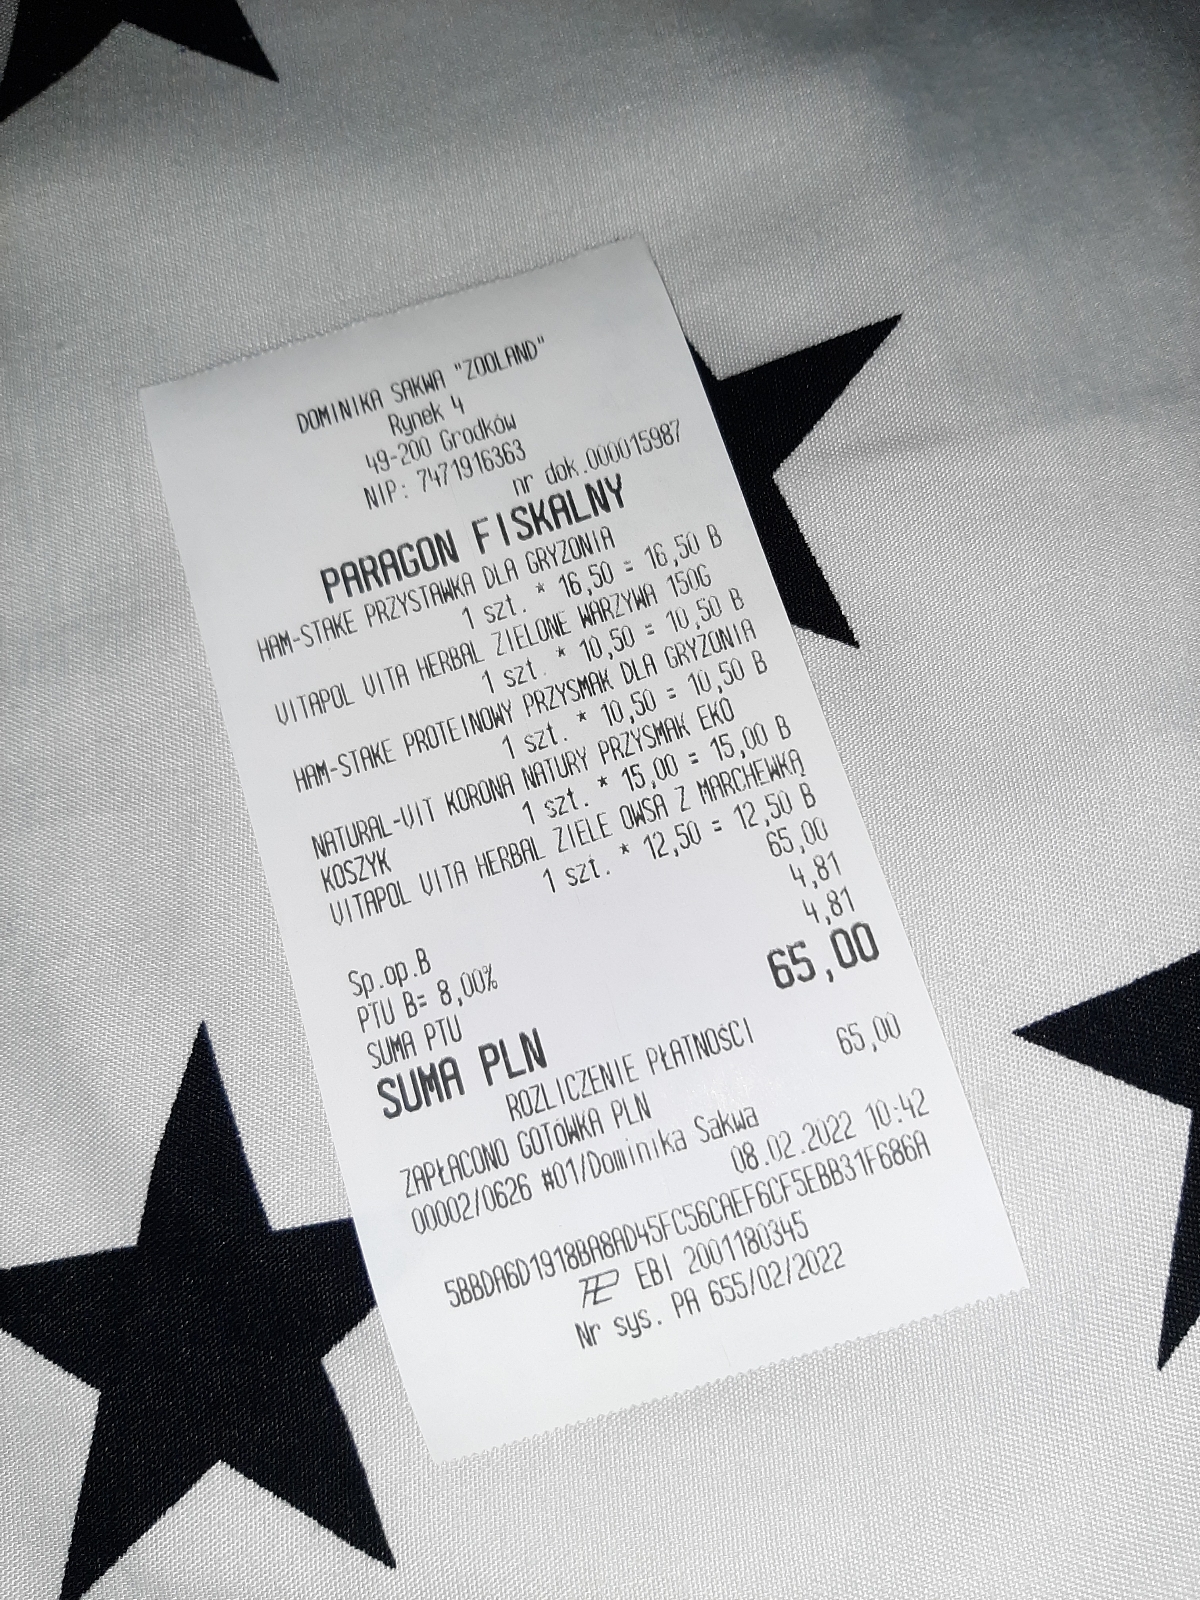 DOMINIKA SAKWA "ZOOLAND"
Rynek 4
49-200 Grodków
NIP: 7471916363
nr dok.000015987
PARAGON FISKALNY
HAM-STAKE PRZYSTAWKA DLA GRYZONIA
1 szt. * 16,50 = 16,50 B
VITAPOL VITA HERBAL ZIELONE WARZYWA 150G
1 szt. * 10,50 = 10,50 B
HAM-STAKE PROTEINOWY PRZYSMAK DLA GRYZONIA
1 szt. * 10,50 = 10,50 B
NATURAL-VIT KORONA NATURY PRZYSMAK EKO
KOSZYK 1 szt. * 15,00 = 15,00 B
VITAPOL VITA HERBAL ZIELE OWSA Z MARCHEWKĄ
1 szt. * 12,50 = 12,50 B
Sp.op.B 65,00
PTU B= 8,00% 4,81
SUMA PTU 4,81
SUMA PLN 65,00
ROZLICZENIE PŁATNOŚCI
ZAPŁACONO GOTÓWKA PLN 65,00
00002/0626 #01/Dominika Sakwa
08.02.2022 10:42
5BBDA6D1918BA8AD45FC56CAEF6CF5EBB31F686A
EBI 2001180345
Nr sys. PA 655/02/2022